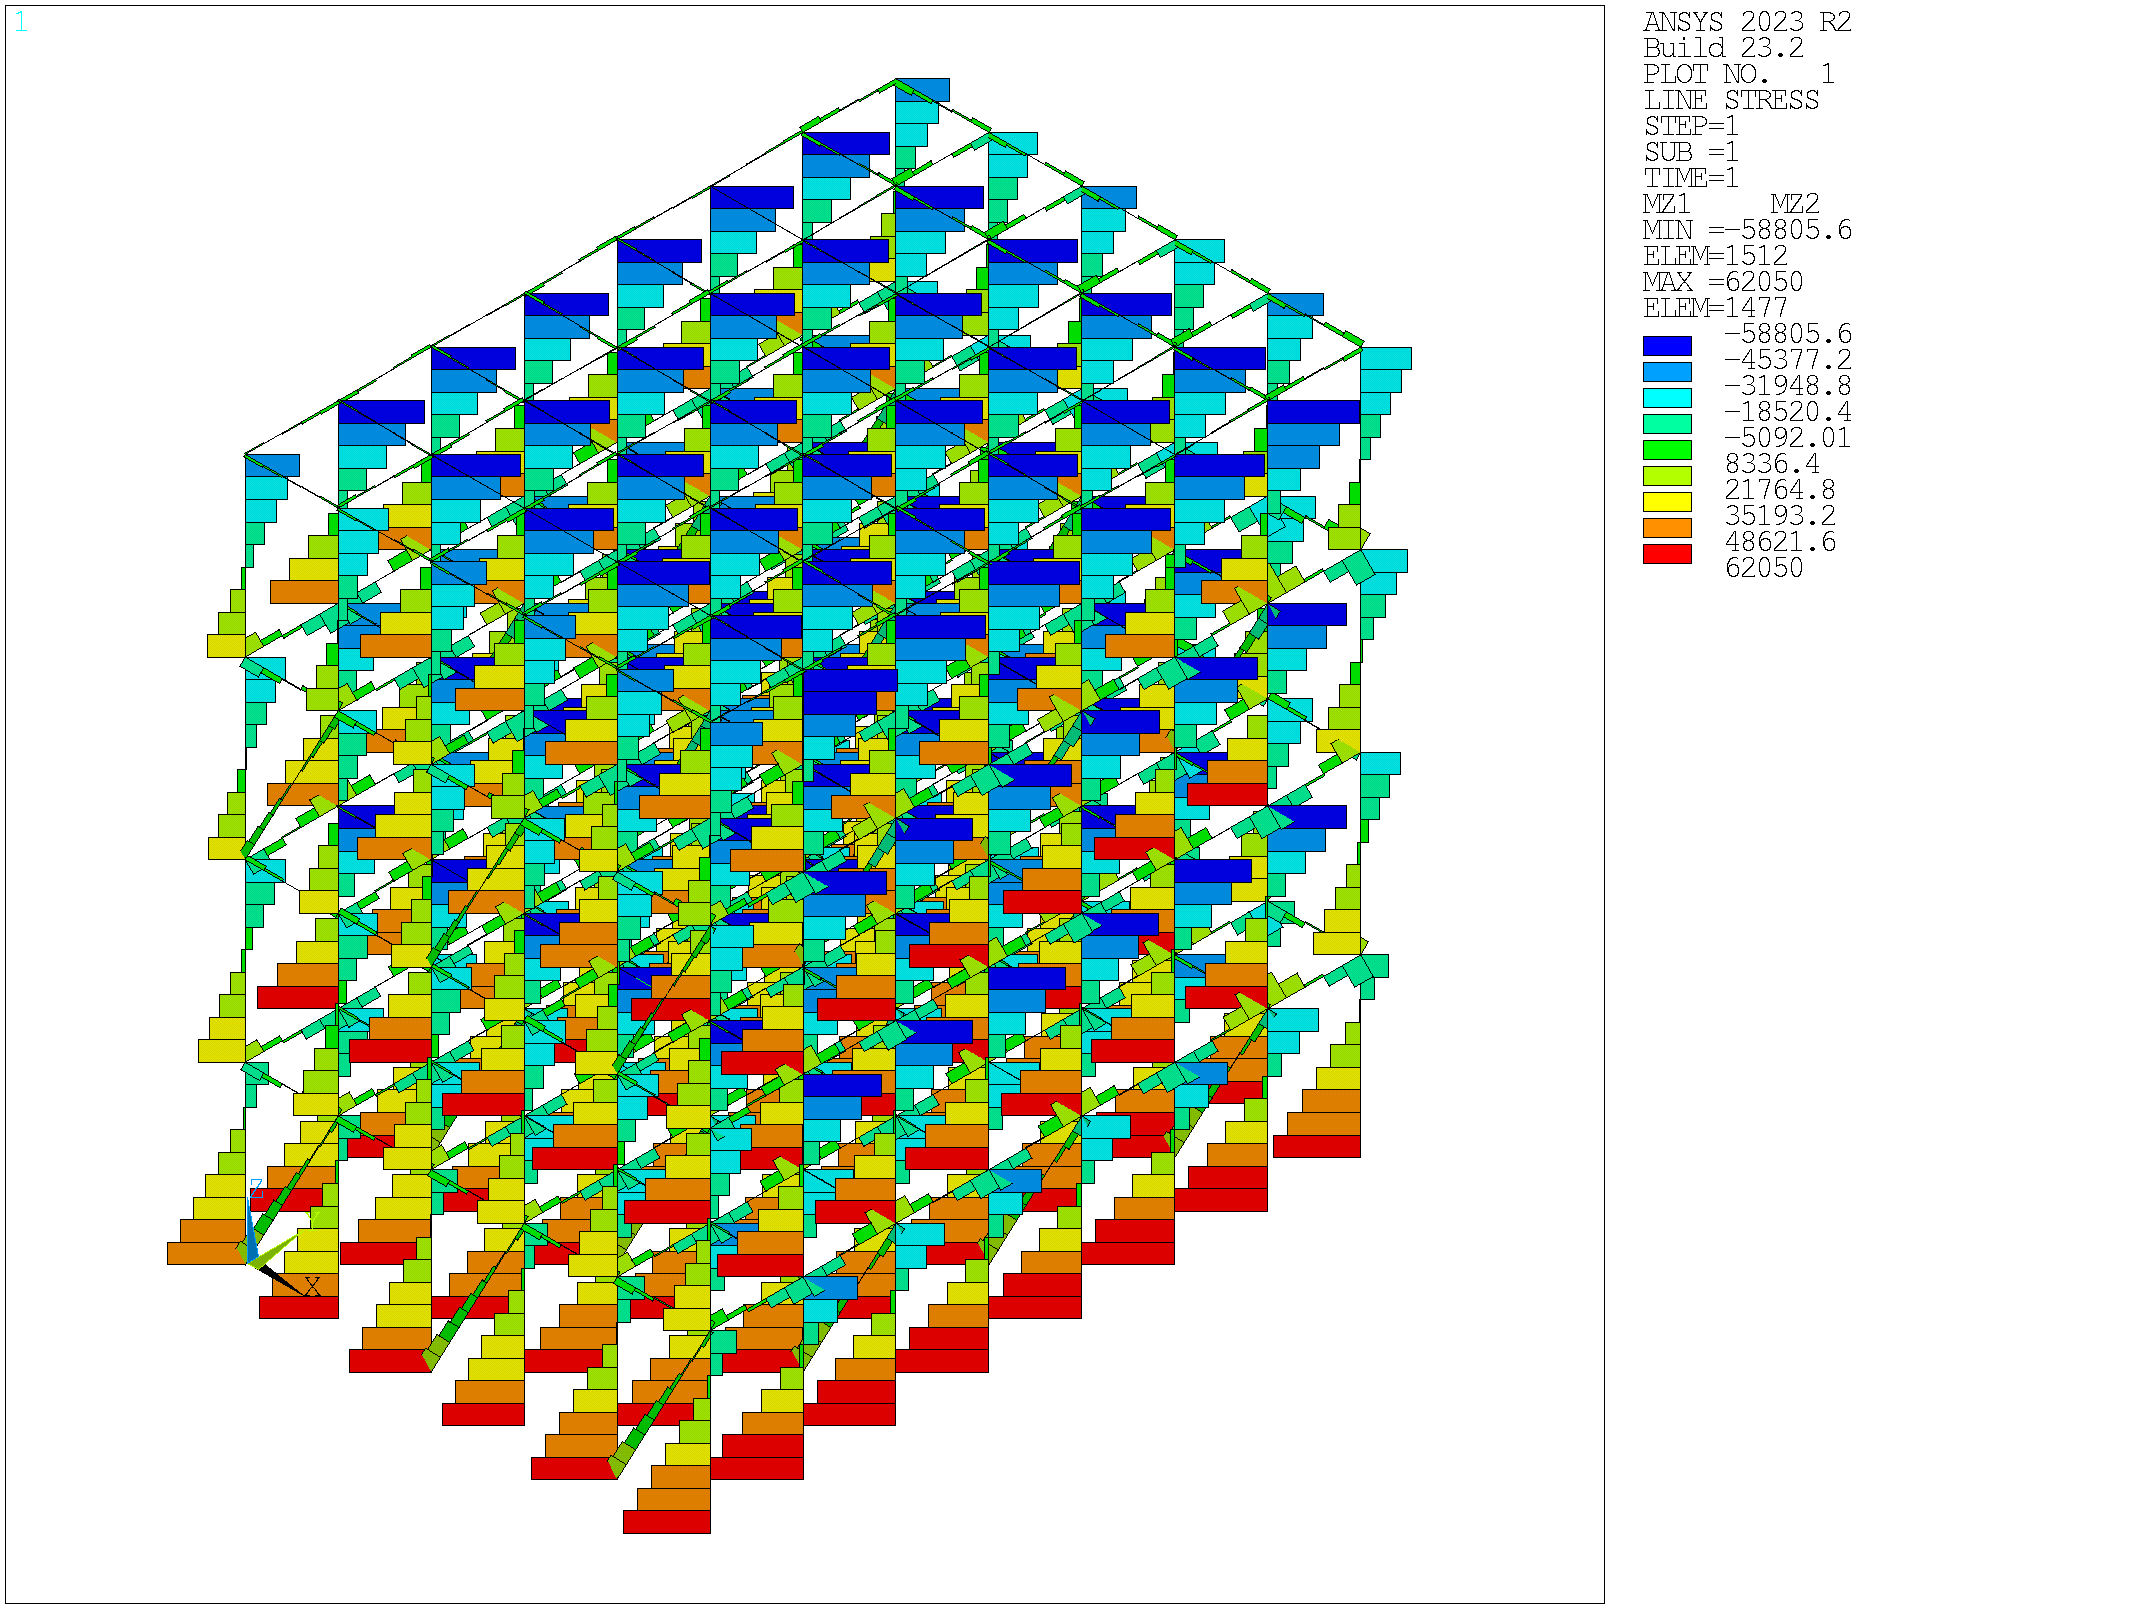 1
ANSYS 2023 R2
Build 23.2
PLOT NO. 1
LINE STRESS
STEP=1
SUB =1
TIME=1
MZ1 MZ2
MIN =-58805.6
ELEM=1512
MAX =62050
ELEM=1477
-58805.6
-45377.2
-31948.8
-18520.4
-5092.01
8336.4
21764.8
35193.2
48621.6
62050
Z
Y
X